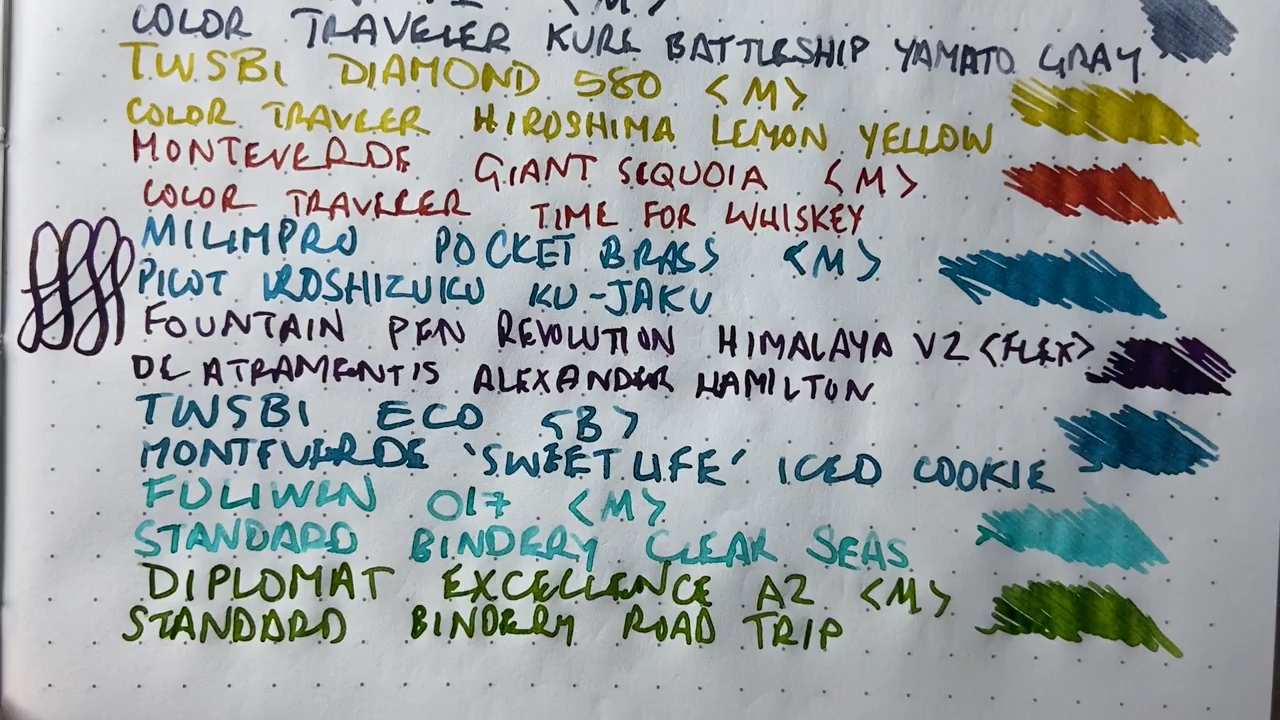 <M>
COLOR TRAVELER KURE BATTLESHIP YAMATO GRAY
TWSBI DIAMOND 580 <M>
COLOR TRAVLER HIROSHIMA LEMON YELLOW
MONTEVERDE GIANT SEQUOIA <M>
COLOR TRAVELER TIME FOR WHISKEY
MILIMPRO POCKET BRASS <M>
PILOT IROSHIZUKU KU-JAKU
FOUNTAIN PEN REVOLUTION HIMALAYA V2 <FLEX>
DE ATRAMENTIS ALEXANDER HAMILTON
TWSBI ECO <B>
MONTEVERDE 'SWEET LIFE' ICED COOKIE
FULIWEN 017 <M>
STANDARD BINDERY CLEAR SEAS
DIPLOMAT EXCELLENCE A2 <M>
STANDARD BINDERY ROAD TRIP